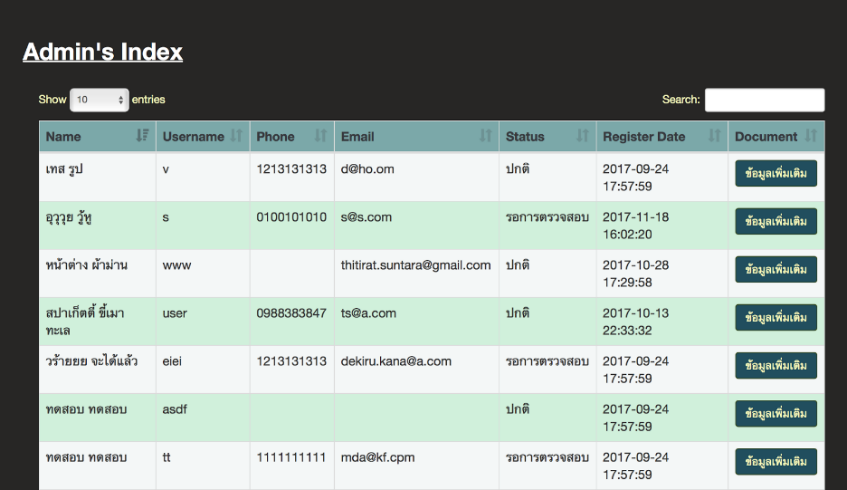 Admin's Index
Show 10 entries Search:
Name Username Phone Email Status Register Date Document
เทส รูป v 1213131313 d@ho.om ปกติ 2017-09-24 ข้อมูลเพิ่มเติม
17:57:59
s 0100101010 s@s.com รอการตรวจสอบ 2017-11-18 ข้อมูลเพิ่มเติม
16:02:20
หน้าต่าง ผ้าม่าน www thitirat.suntara@gmail.com ปกติ 2017-10-28 ข้อมูลเพิ่มเติม
17:29:58
สปาเก็ตตี้ ขี้เมา user 0988383847 ts@a.com ปกติ 2017-10-13 ข้อมูลเพิ่มเติม
ทะเล 22:33:32
วร้ายยย จะได้แล้ว eiei 1213131313 dekiru.kana@a.com รอการตรวจสอบ 2017-09-24 ข้อมูลเพิ่มเติม
17:57:59
ทดสอบ ทดสอบ asdf ปกติ 2017-09-24 ข้อมูลเพิ่มเติม
17:57:59
ทดสอบ ทดสอบ tt 1111111111 mda@kf.cpm รอการตรวจสอบ 2017-09-24 ข้อมูลเพิ่มเติม
17:57:59